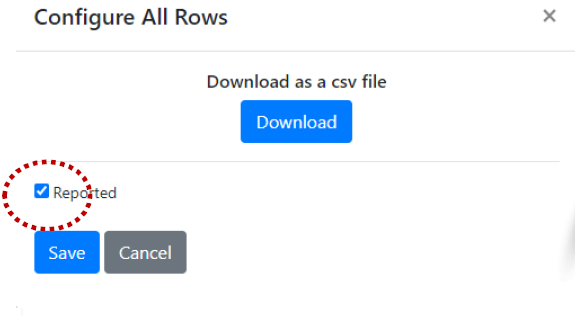 Configure All Rows ×
Download as a csv file
Download
Reported
Save Cancel